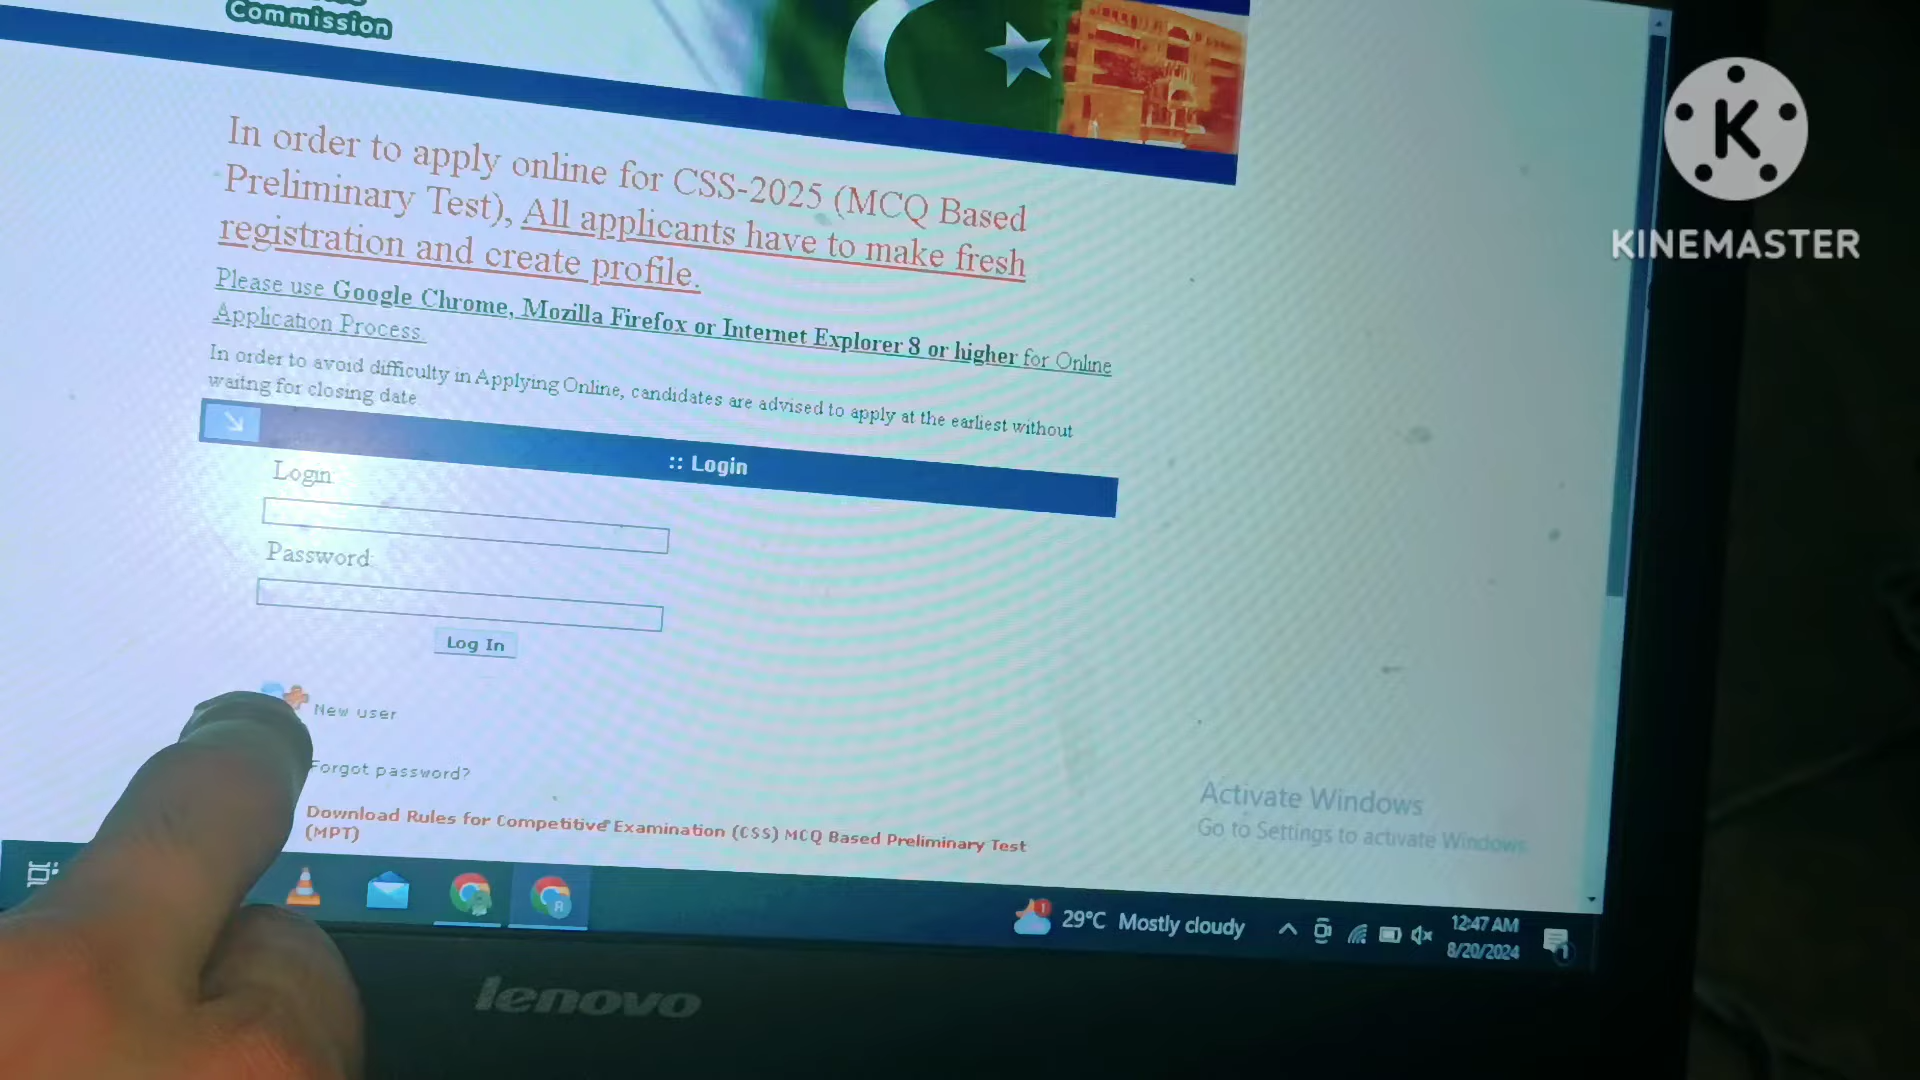 Commission
In order to apply online for CSS-2025 (MCQ Based
Preliminary Test), All applicants have to make fresh
registration and create profile.
Please use Google Chrome, Mozilla Firefox or Internet Explorer 8 or higher for Online
Application Process.
In order to avoid difficulty in Applying Online, candidates are advised to apply at the earliest without
waitng for closing date.
:: Login
Login:
Password:
Log In
New user
Forgot password?
Download Rules for Competitive Examination (CSS) MCQ Based Preliminary Test
(MPT)
Activate Windows
Go to Settings to activate Windows.
29°C Mostly cloudy
12:47 AM
8/20/2024
lenovo
K
KINEMASTER